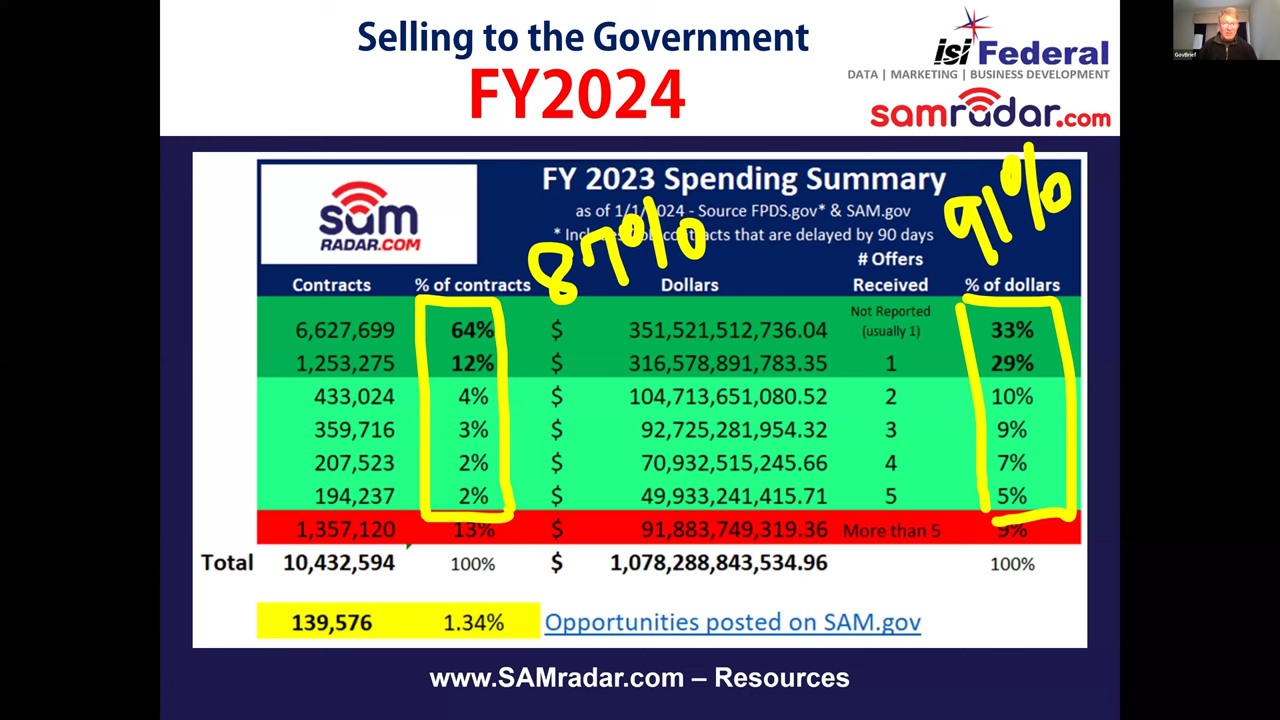 Selling to the Government
FY2024
isi Federal
DATA | MARKETING | BUSINESS DEVELOPMENT
samradar.com
GovBrief
sam
RADAR.COM
FY 2023 Spending Summary
as of 1/1/2024 - Source FPDS.gov* & SAM.gov
* Includes contracts that are delayed by 90 days
87%
91%
Contracts % of contracts Dollars # Offers Received % of dollars
6,627,699 64% $ 351,521,512,736.04 Not Reported (usually 1) 33%
1,253,275 12% $ 316,578,891,783.35 1 29%
433,024 4% $ 104,713,651,080.52 2 10%
359,716 3% $ 92,725,281,954.32 3 9%
207,523 2% $ 70,932,515,245.66 4 7%
194,237 2% $ 49,933,241,415.71 5 5%
1,357,120 13% $ 91,883,749,319.36 More than 5 9%
Total 10,432,594 100% $ 1,078,288,843,534.96 100%
139,576 1.34% Opportunities posted on SAM.gov
www.SAMradar.com – Resources